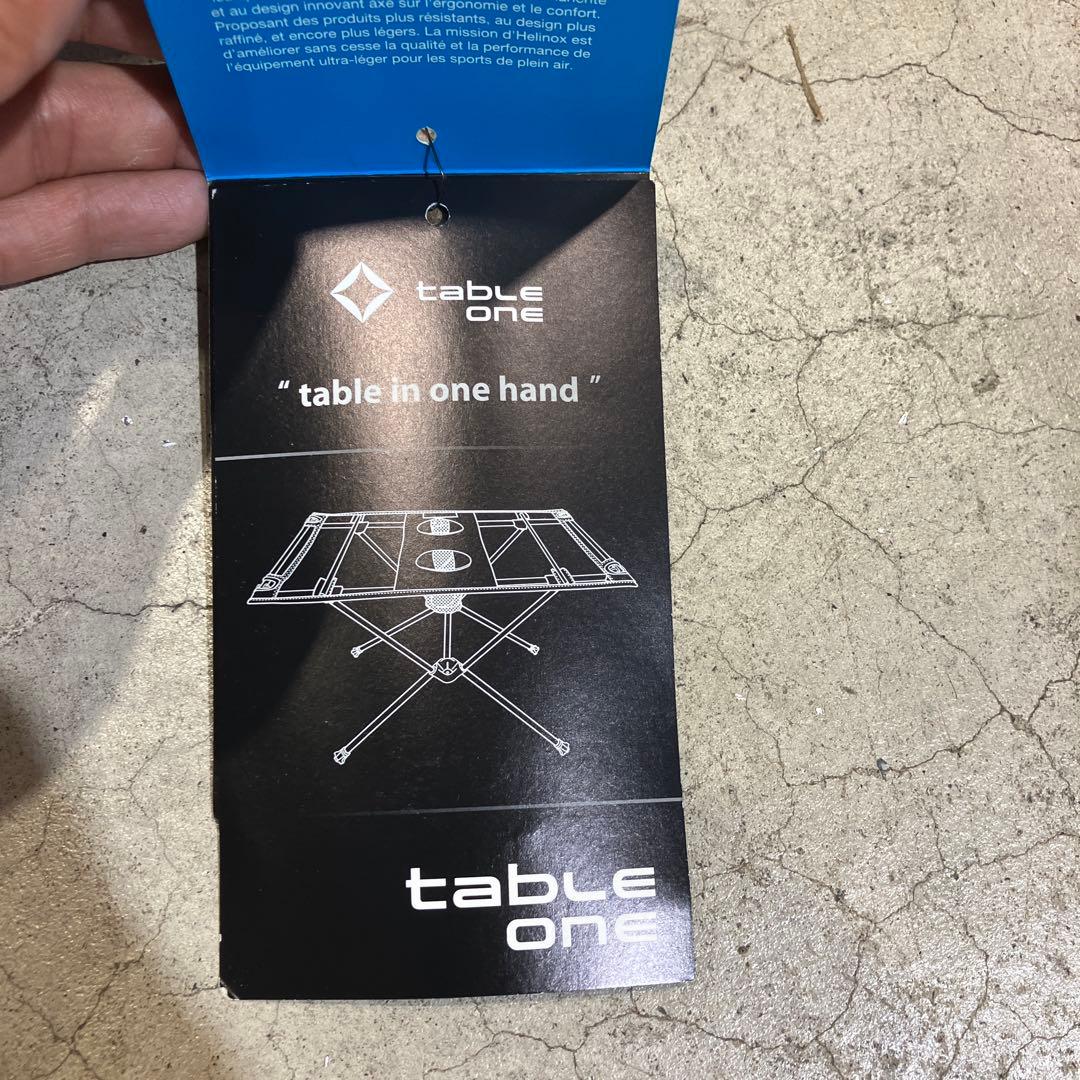 et au design innovant axé sur l'ergonomie et le confort.
Proposant des produits plus résistants, au design plus
raffiné, et encore plus légers. La mission d'Helinox est
d'améliorer sans cesse la qualité et la performance de
l'équipement ultra-léger pour les sports de plein air.
table
one
“ table in one hand ”
table
one